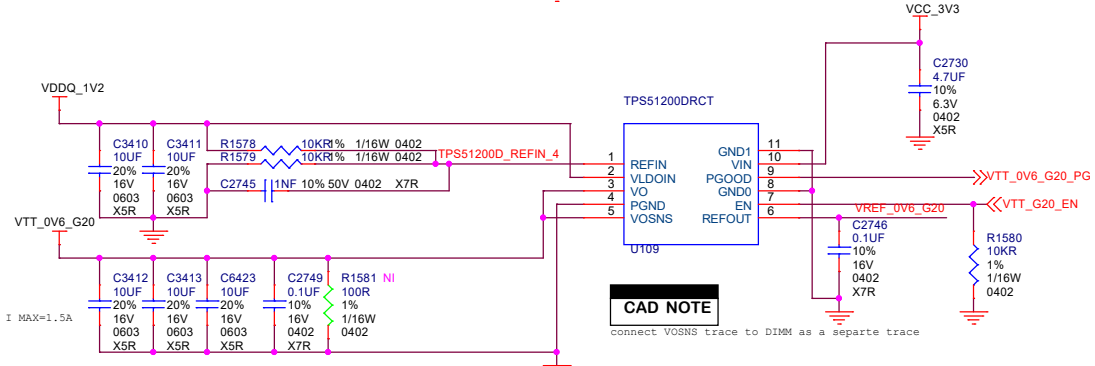 VCC_3V3
C2730
4.7UF
10%
6.3V
0402
X5R
VDDQ_1V2
TPS51200DRCT
C3410
10UF
20%
16V
0603
X5R
C3411
10UF
20%
16V
0603
X5R
R1578 10KR 1% 1/16W 0402
R1579 10KR 1% 1/16W 0402
TPS51200D_REFIN_4
C2745 1NF 10% 50V 0402 X7R
1 REFIN
2 VLDOIN
3 VO
4 PGND
5 VOSNS
GND1 11
VIN 10
PGOOD 9
GND0 8
EN 7
REFOUT 6
U109
VTT_0V6_G20_PG
VTT_G20_EN
VREF_0V6_G20
C2746
0.1UF
10%
16V
0402
X7R
R1580
10KR
1%
1/16W
0402
VTT_0V6_G20
C3412
10UF
20%
16V
0603
X5R
C3413
10UF
20%
16V
0603
X5R
C6423
10UF
20%
16V
0603
X5R
C2749
0.1UF
10%
16V
0402
X7R
R1581 NI
100R
1%
1/16W
0402
I MAX=1.5A
CAD NOTE
connect VOSNS trace to DIMM as a separte trace